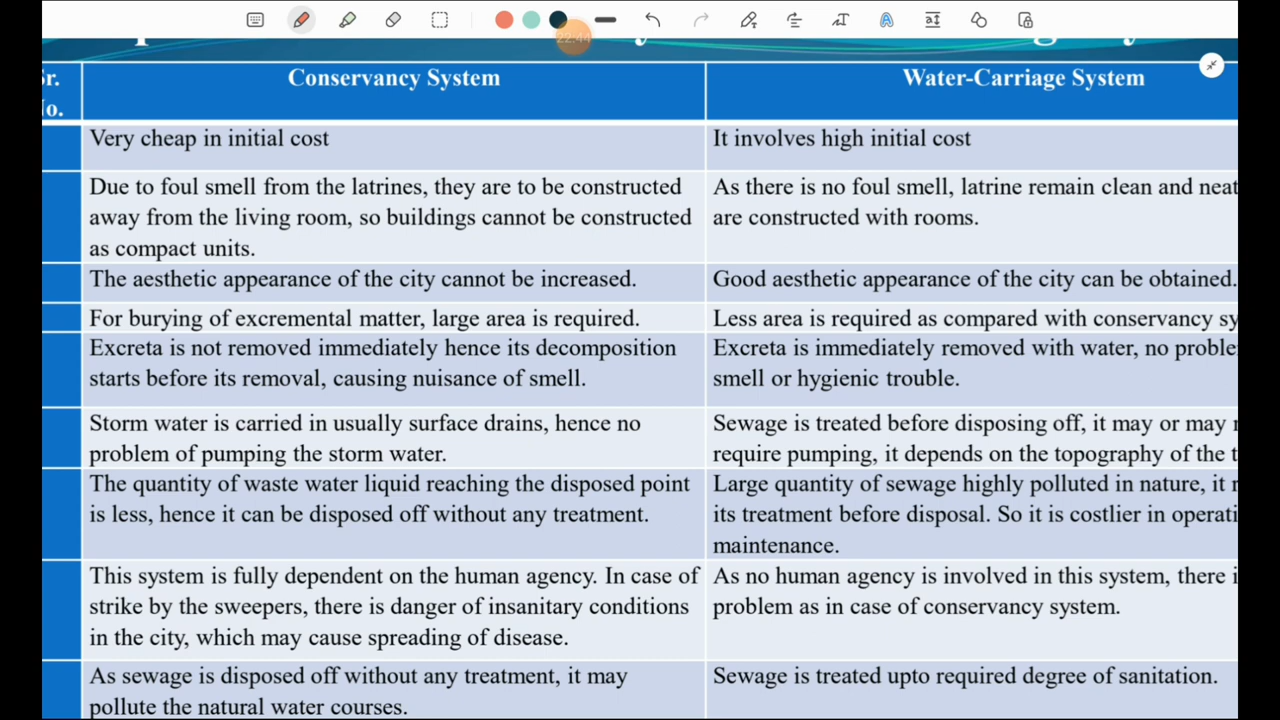 22:44
Conservancy System
Water-Carriage System
Very cheap in initial cost
It involves high initial cost
Due to foul smell from the latrines, they are to be constructed
away from the living room, so buildings cannot be constructed
as compact units.
As there is no foul smell, latrine remain clean and neat
are constructed with rooms.
The aesthetic appearance of the city cannot be increased.
Good aesthetic appearance of the city can be obtained.
For burying of excremental matter, large area is required.
Less area is required as compared with conservancy sy
Excreta is not removed immediately hence its decomposition
starts before its removal, causing nuisance of smell.
Excreta is immediately removed with water, no proble
smell or hygienic trouble.
Storm water is carried in usually surface drains, hence no
problem of pumping the storm water.
Sewage is treated before disposing off, it may or may
require pumping, it depends on the topography of the t
The quantity of waste water liquid reaching the disposed point
is less, hence it can be disposed off without any treatment.
Large quantity of sewage highly polluted in nature, it
its treatment before disposal. So it is costlier in operati
maintenance.
This system is fully dependent on the human agency. In case of
strike by the sweepers, there is danger of insanitary conditions
in the city, which may cause spreading of disease.
As no human agency is involved in this system, there i
problem as in case of conservancy system.
As sewage is disposed off without any treatment, it may
pollute the natural water courses.
Sewage is treated upto required degree of sanitation.